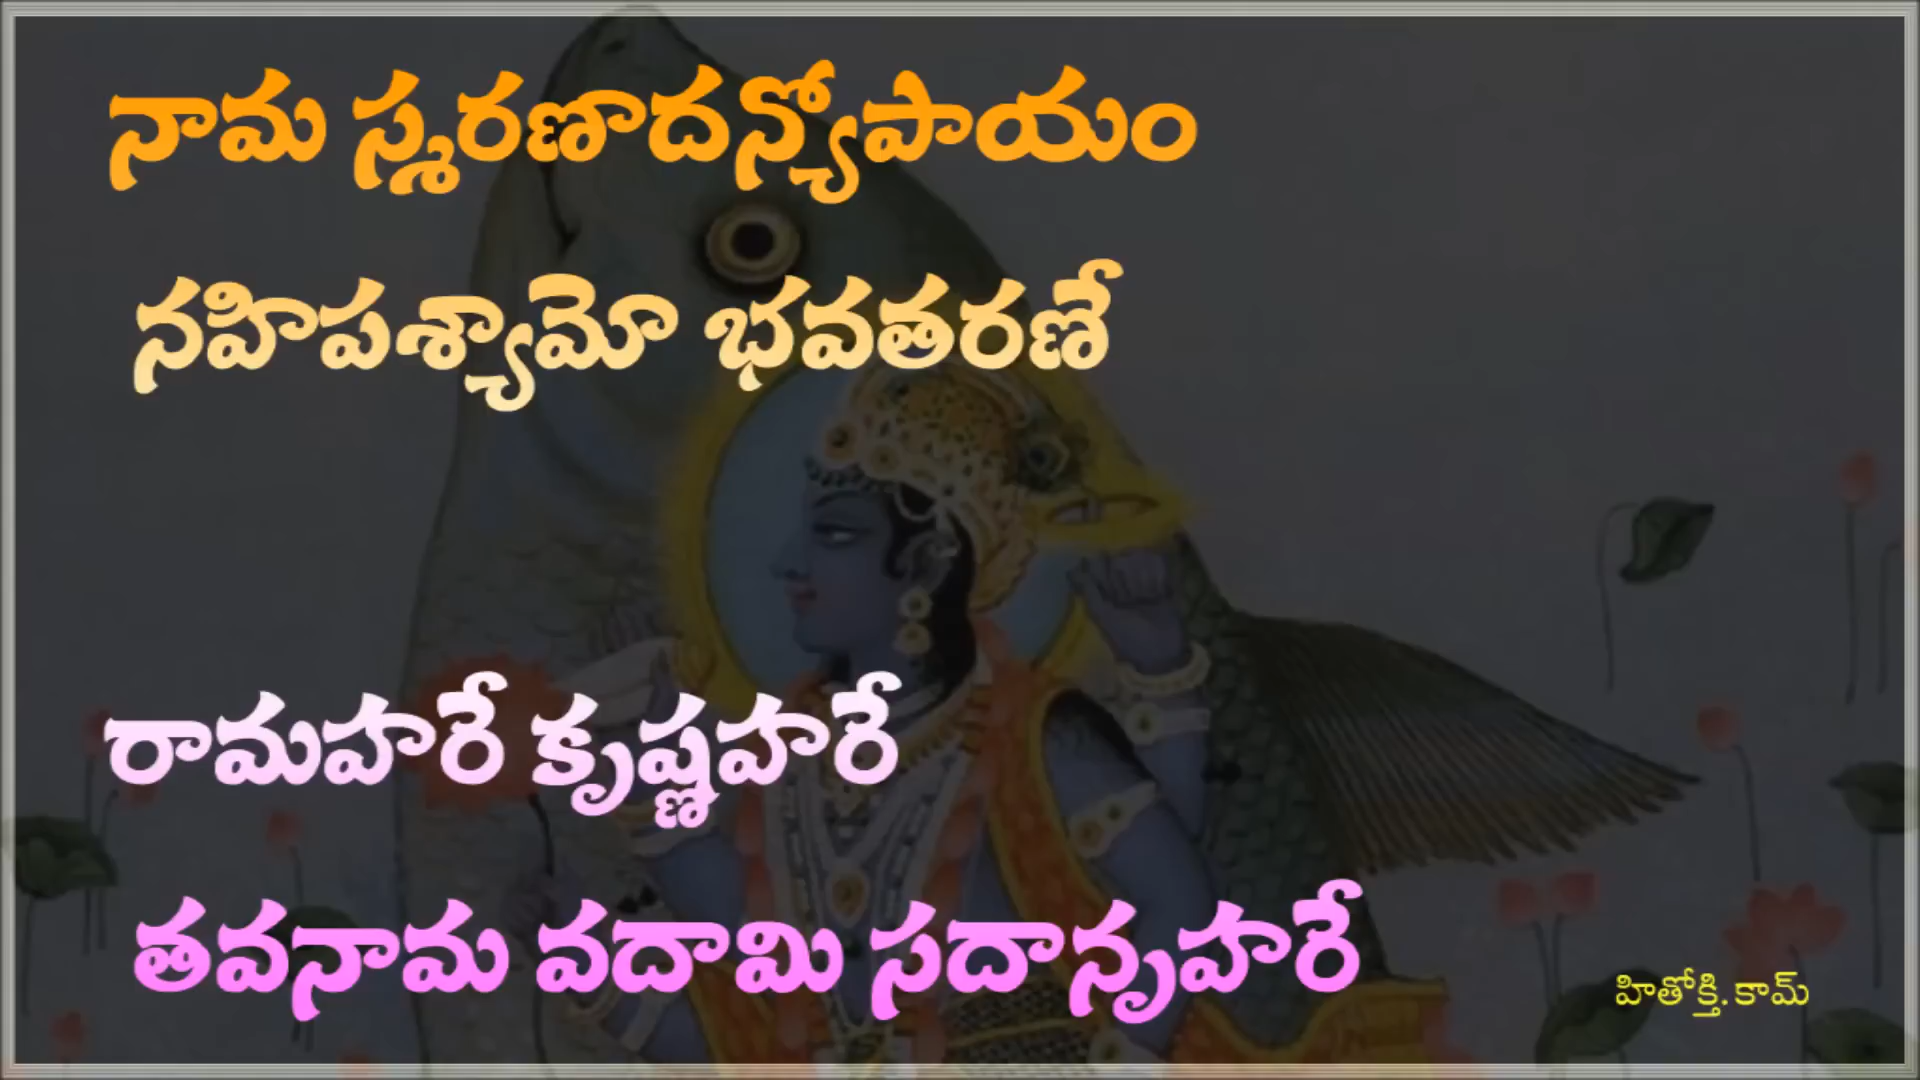 నామ స్మరణాదన్యోపాయం
నహిపశ్యామో భవతరణే
రామహరే కృష్ణహరే
తవనామ వదామి సదానృహరే
హితోక్తి.కామ్